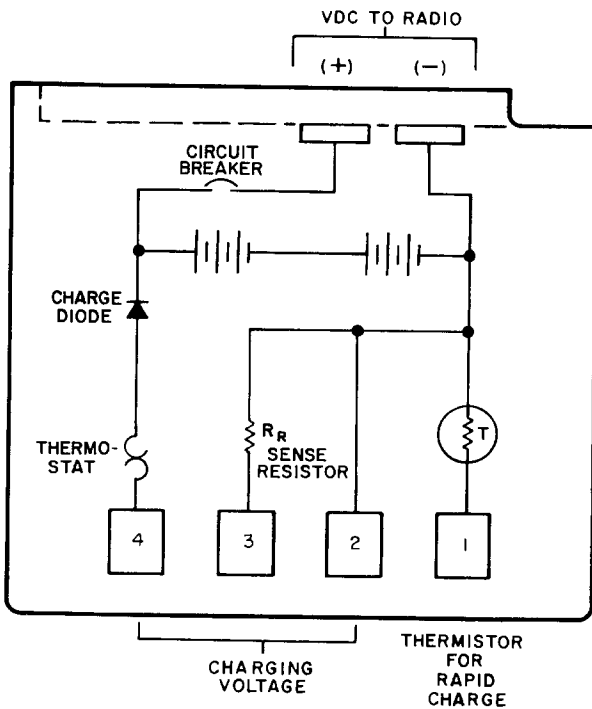 VDC TO RADIO
(+) (−)
CIRCUIT
BREAKER
CHARGE
DIODE
THERMO-
STAT
RR
SENSE
RESISTOR
T
4 3 2 1
CHARGING
VOLTAGE
THERMISTOR
FOR
RAPID
CHARGE